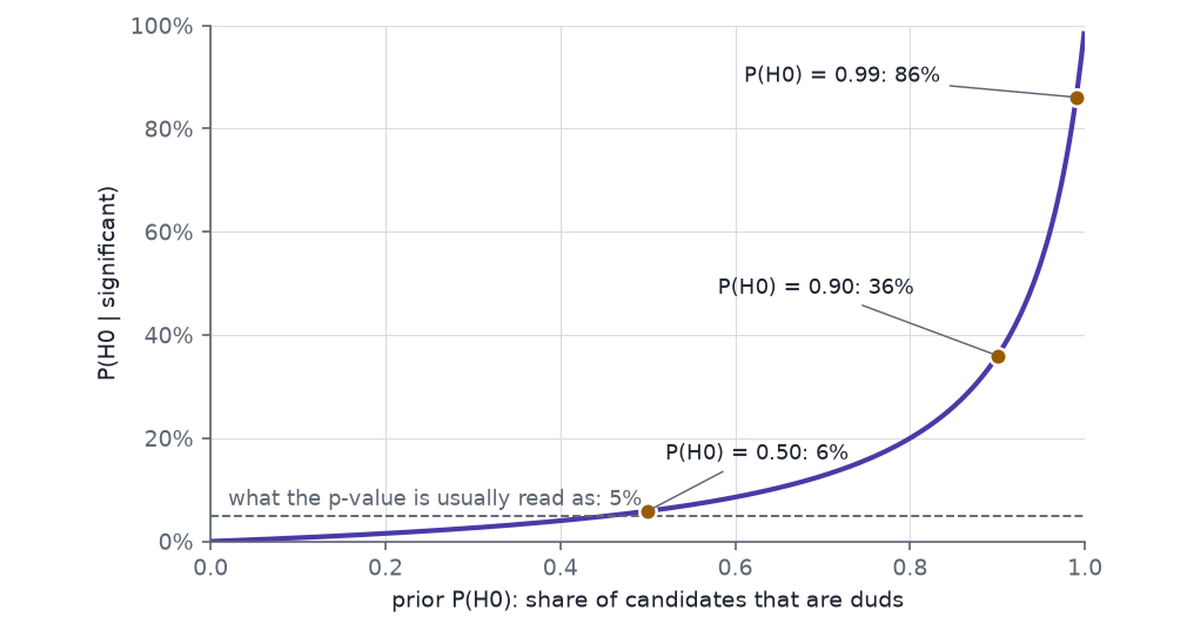 100%
P(H0) = 0.99: 86%
80%
60%
P(H0 | significant)
P(H0) = 0.90: 36%
40%
20%
P(H0) = 0.50: 6%
what the p-value is usually read as: 5%
0%
0.0 0.2 0.4 0.6 0.8 1.0
prior P(H0): share of candidates that are duds